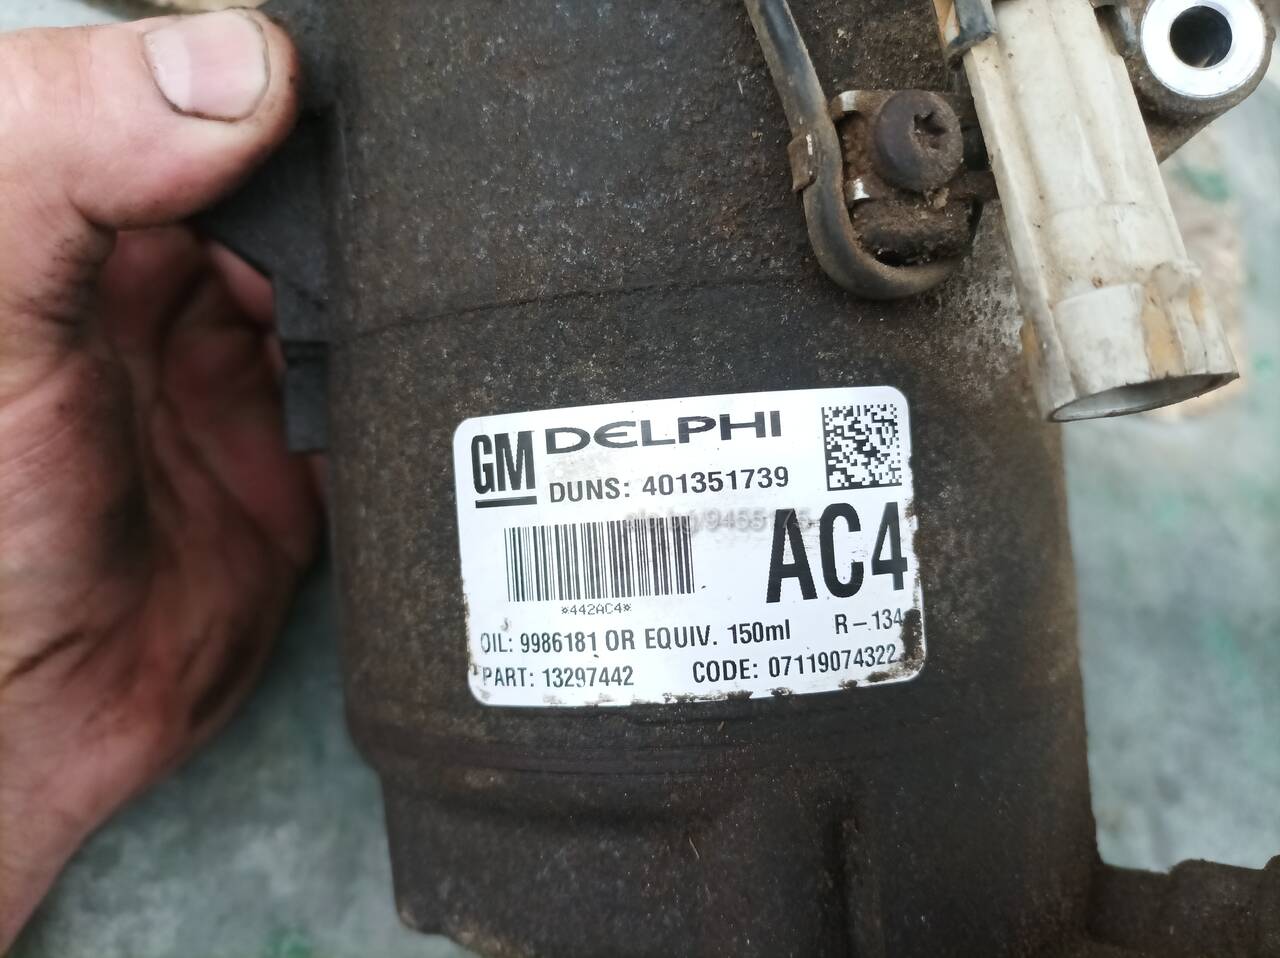 GM DELPHI
DUNS: 401351739
AC4
*442AC4*
OIL: 9986181 OR EQUIV. 150ml R-134
PART: 13297442 CODE: 07119074322